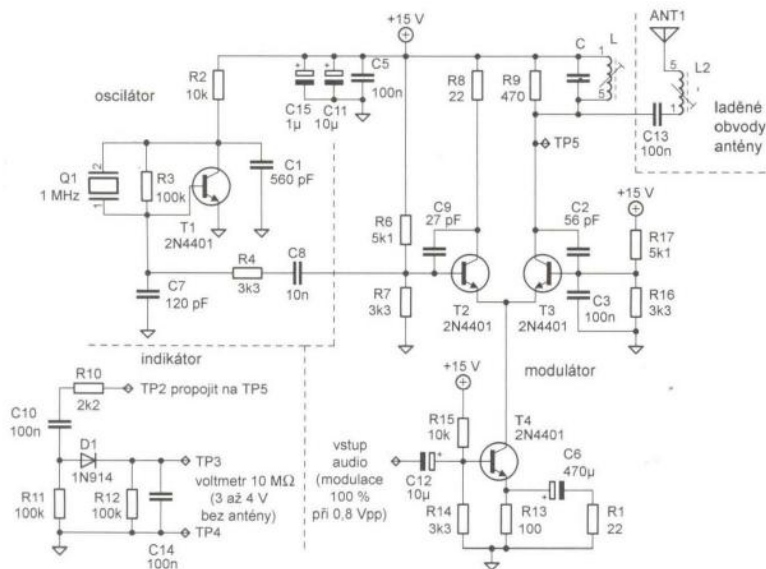 +15 V
ANT1
oscilátor
R2
10k
C15
1µ
C11
10µ
C5
100n
R8
22
R9
470
C
L
1
5
L2
5
1
C13
100n
laděné
obvody
antény
TP5
Q1
1 MHz
2
1
R3
100k
C1
560 pF
T1
2N4401
R6
5k1
C9
27 pF
C2
56 pF
+15 V
R17
5k1
C7
120 pF
R4
3k3
C8
10n
R7
3k3
T2
2N4401
T3
2N4401
C3
100n
R16
3k3
indikátor
modulátor
R10
2k2
TP2 propojit na TP5
C10
100n
D1
1N914
TP3
voltmetr 10 MΩ
(3 až 4 V
bez antény)
R11
100k
R12
100k
C14
100n
TP4
+15 V
R15
10k
T4
2N4401
vstup
audio
(modulace
100 %
při 0,8 Vpp)
C12
10µ
+
R14
3k3
C6
470µ
+
R13
100
R1
22